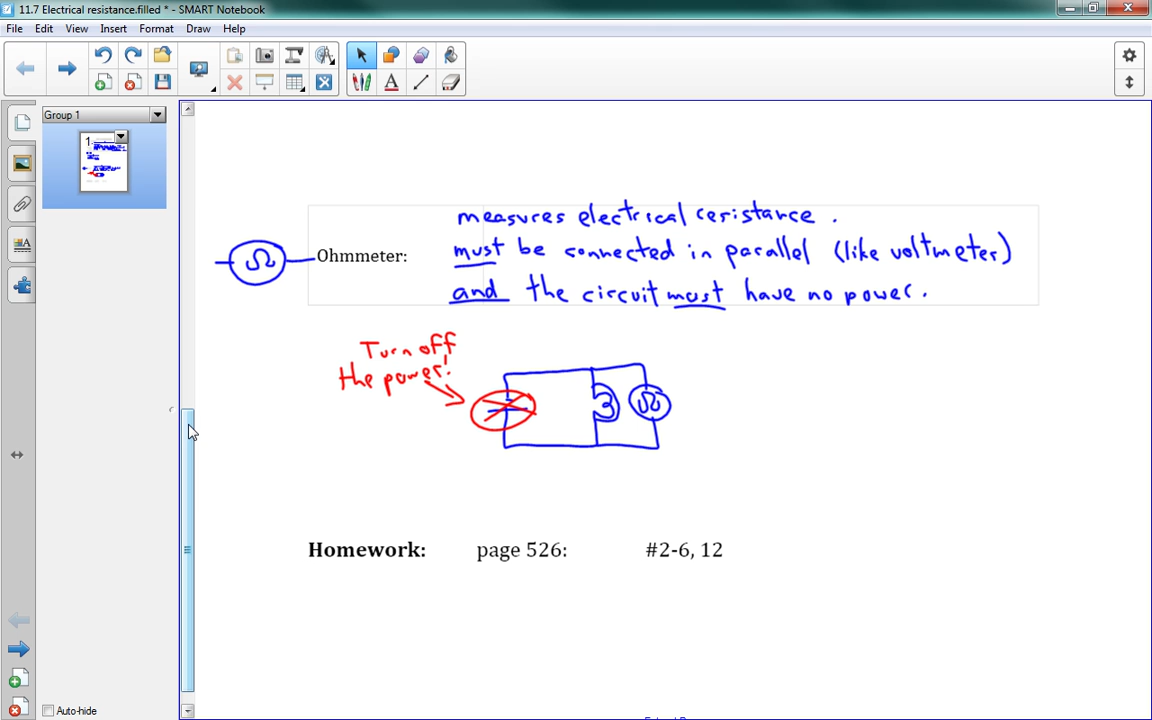 11.7 Electrical resistance.filled * - SMART Notebook
File Edit View Insert Format Draw Help
Group 1
1
measures electrical resistance.
Ω Ohmmeter: must be connected in parallel (like voltmeter)
and the circuit must have no power.
Turn off
the power!
Ω
Homework: page 526: #2-6, 12
Auto-hide